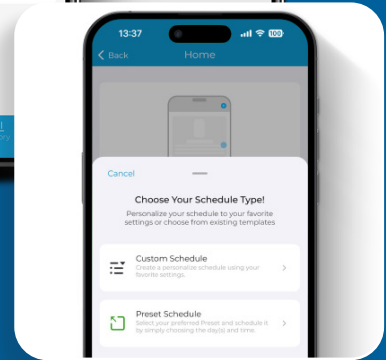 13:37
100
Back
Home
Cancel
Choose Your Schedule Type!
Personalize your schedule to your favorite
settings or choose from existing templates
Custom Schedule
Create a personalize schedule using your
favorite settings.
Preset Schedule
Select your preferred Preset and schedule it
by simply choosing the day(s) and time.